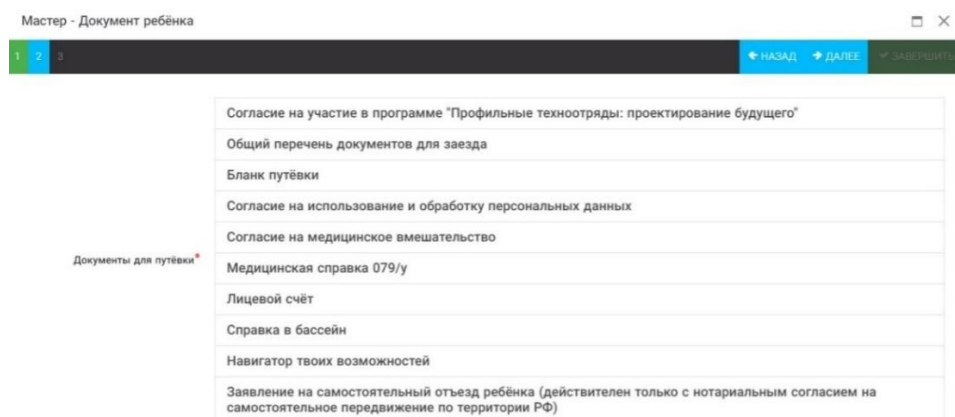 Мастер - Документ ребёнка
1 2 3 НАЗАД ДАЛЕЕ ЗАВЕРШИТЬ
Согласие на участие в программе "Профильные техноотряды: проектирование будущего"
Общий перечень документов для заезда
Бланк путёвки
Согласие на использование и обработку персональных данных
Согласие на медицинское вмешательство
Документы для путёвки*
Медицинская справка 079/у
Лицевой счёт
Справка в бассейн
Навигатор твоих возможностей
Заявление на самостоятельный отъезд ребёнка (действителен только с нотариальным согласием на
самостоятельное передвижение по территории РФ)